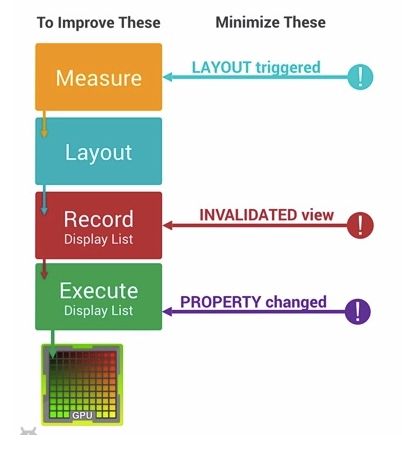 To Improve These
Minimize These
Measure
LAYOUT triggered
!
Layout
Record
Display List
INVALIDATED view
!
Execute
Display List
PROPERTY changed
!
GPU